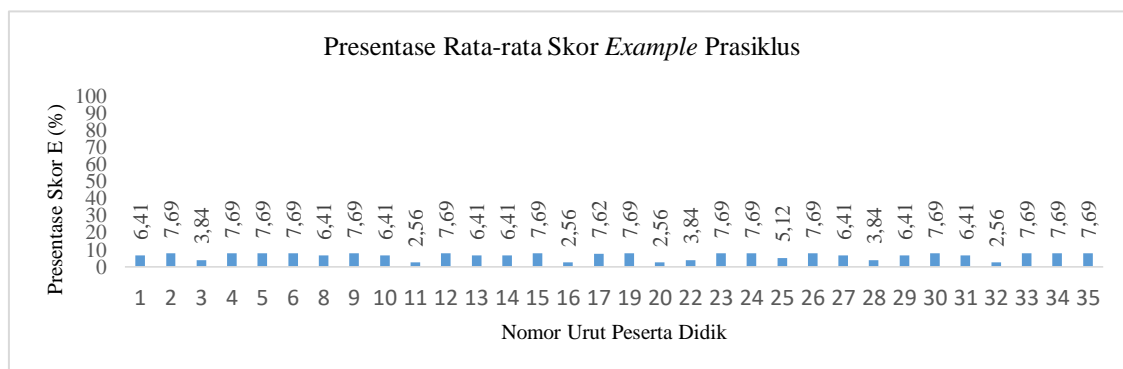 Presentase Rata-rata Skor Example Prasiklus
Presentase Skor E (%)
100
90
80
70
60
50
40
30
20
10
0
6,41 7,69 3,84 7,69 7,69 7,69 6,41 7,69 6,41 2,56 7,69 6,41 6,41 7,69 2,56 7,62 7,69 2,56 3,84 7,69 7,69 5,12 7,69 6,41 3,84 6,41 7,69 6,41 2,56 7,69 7,69 7,69
1 2 3 4 5 6 8 9 10 11 12 13 14 15 16 17 19 20 22 23 24 25 26 27 28 29 30 31 32 33 34 35
Nomor Urut Peserta Didik